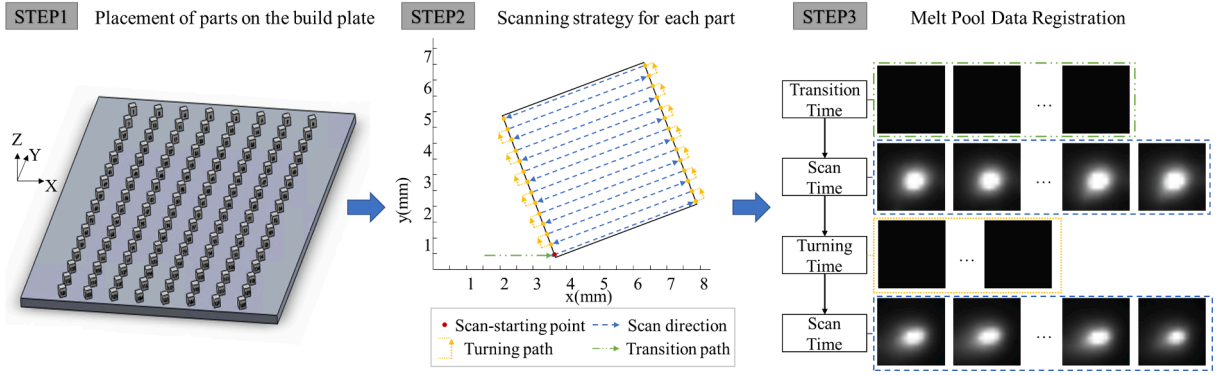 STEP1
Placement of parts on the build plate
Z
Y
X
STEP2
Scanning strategy for each part
7
6
5
4
3
2
1
y(mm)
1 2 3 4 5 6 7 8
x(mm)
Scan-starting point
Scan direction
Turning path
Transition path
STEP3
Melt Pool Data Registration
Transition
Time
...
Scan
Time
...
Turning
Time
...
Scan
Time
...